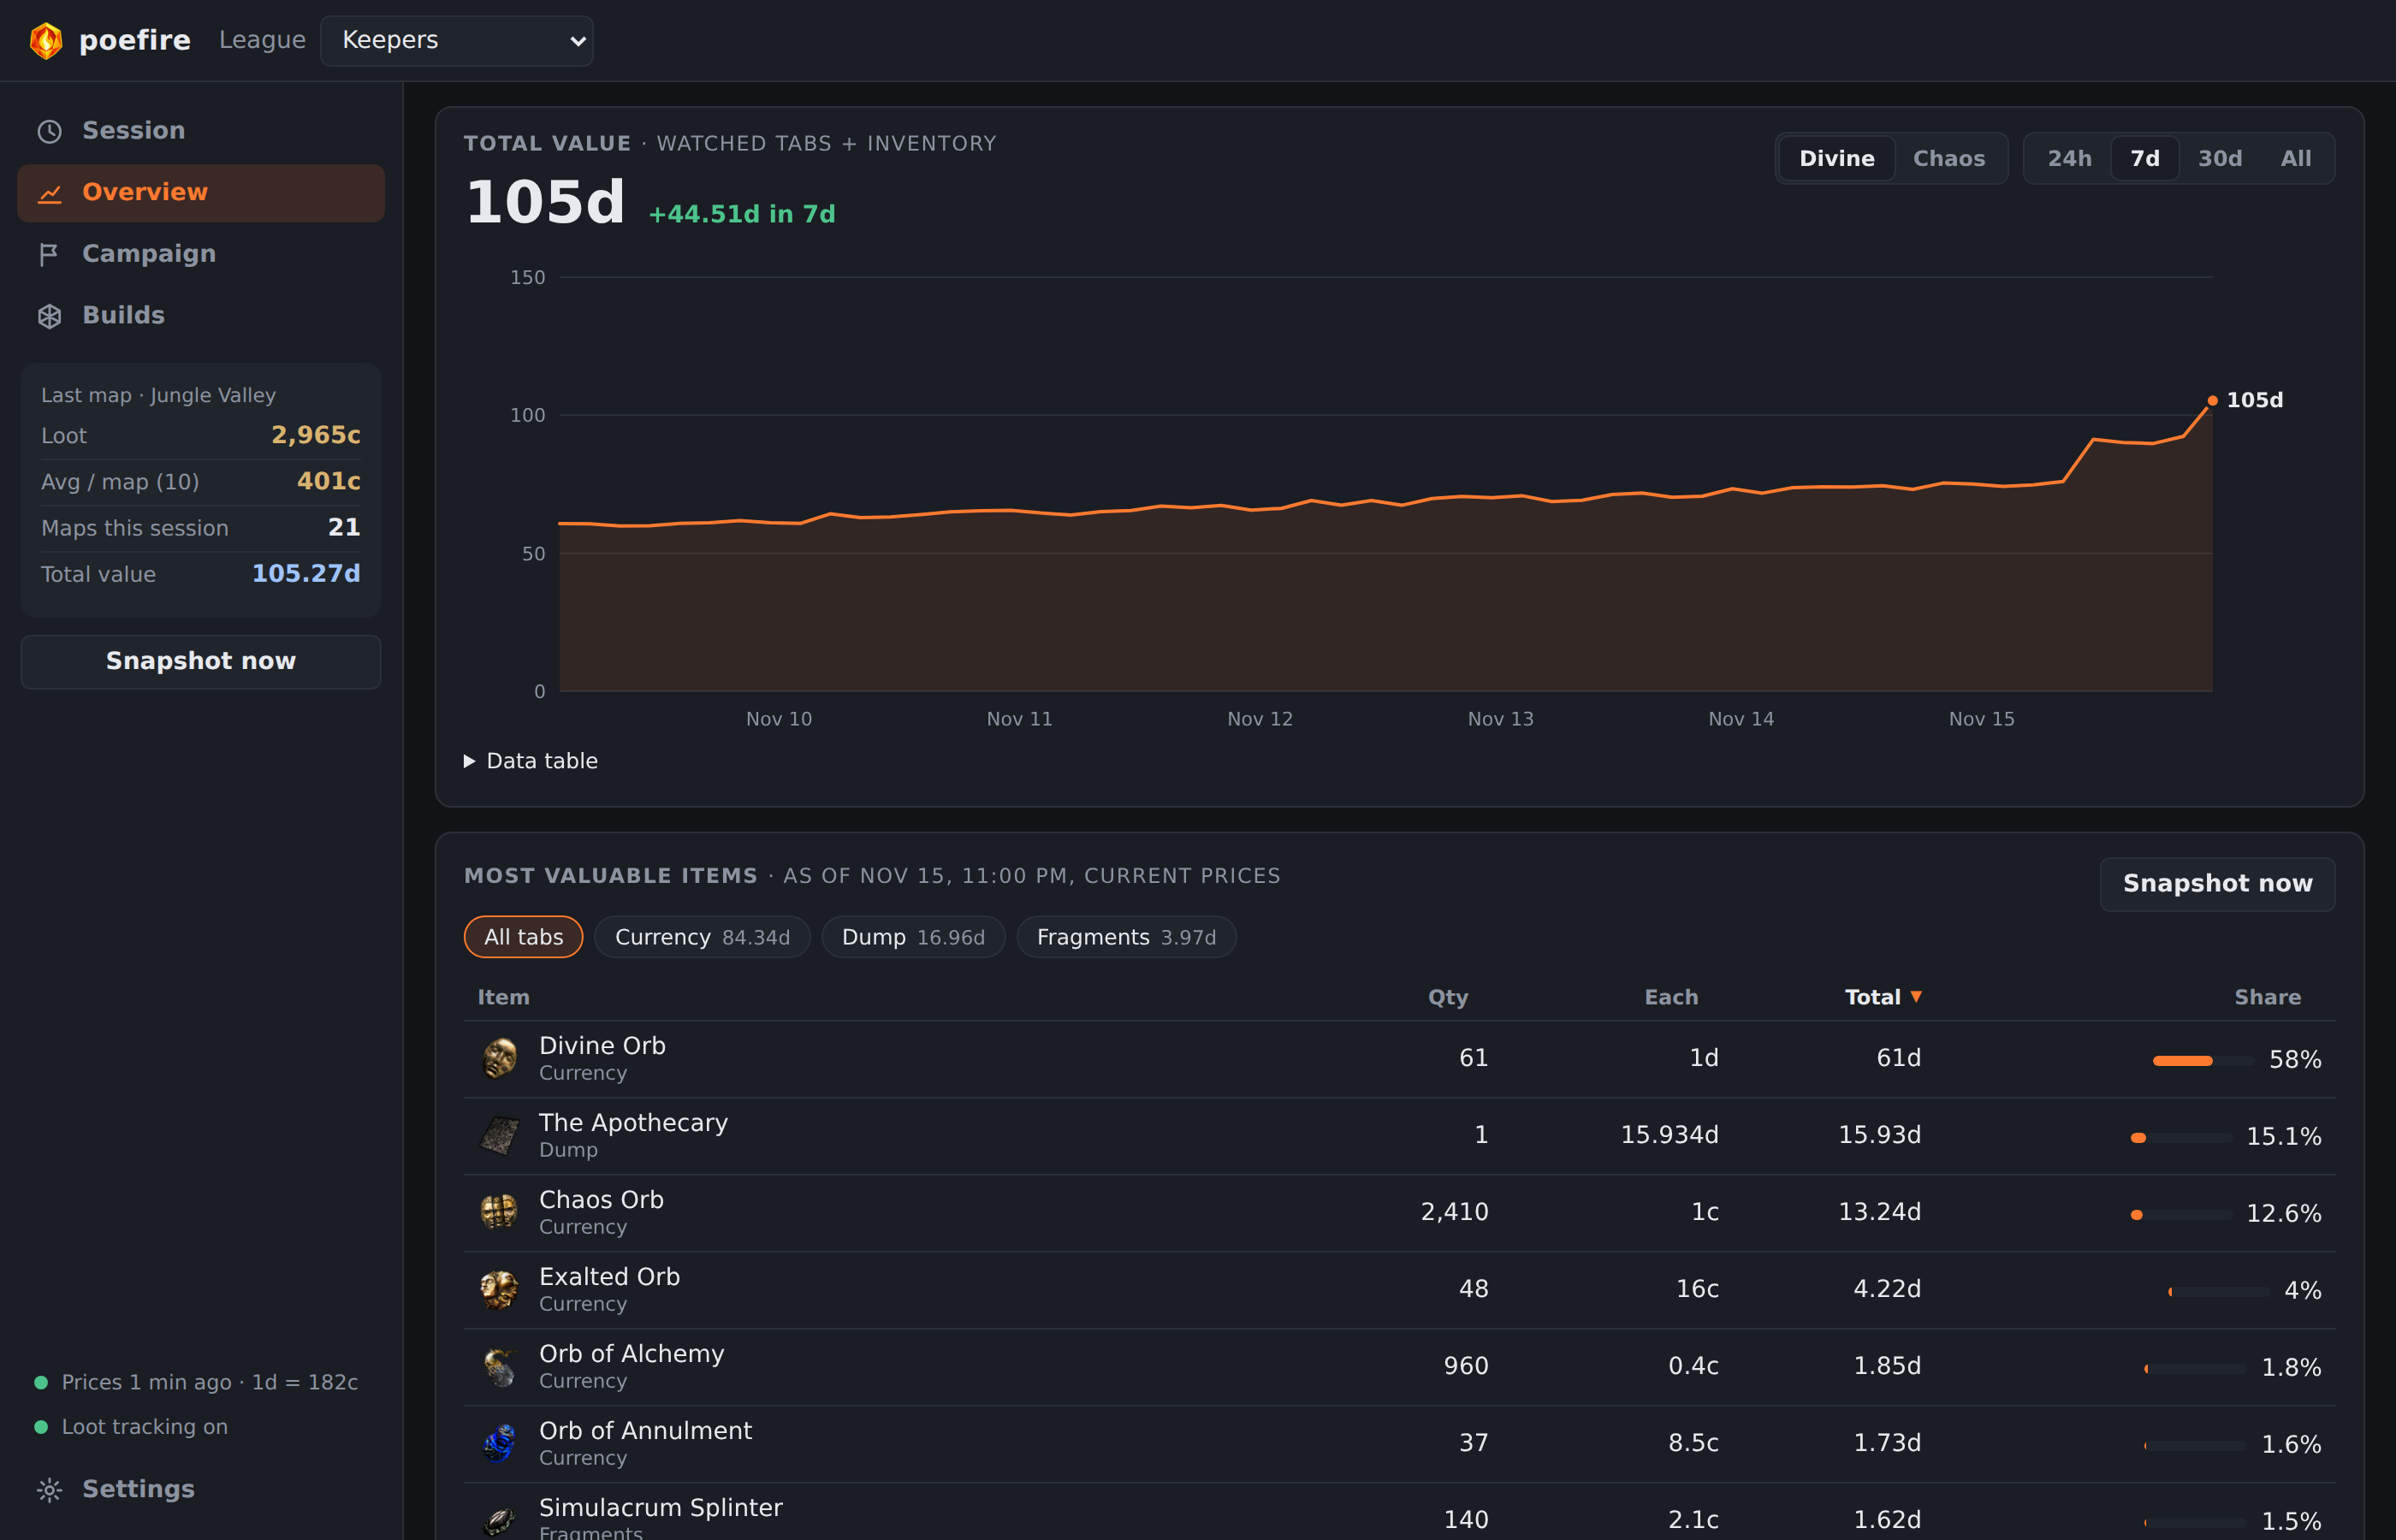 poefire League Keepers
Session
Overview
Campaign
Builds
Last map · Jungle Valley
Loot 2,965c
Avg / map (10) 401c
Maps this session 21
Total value 105.27d
Snapshot now
Prices 1 min ago · 1d = 182c
Loot tracking on
Settings
TOTAL VALUE · WATCHED TABS + INVENTORY
Divine Chaos 24h 7d 30d All
105d +44.51d in 7d
150
100
50
0
105d
Nov 10 Nov 11 Nov 12 Nov 13 Nov 14 Nov 15
Data table
MOST VALUABLE ITEMS · AS OF NOV 15, 11:00 PM, CURRENT PRICES
Snapshot now
All tabs Currency 84.34d Dump 16.96d Fragments 3.97d
Item Qty Each Total Share
Divine Orb 61 1d 61d 58%
Currency
The Apothecary 1 15.934d 15.93d 15.1%
Dump
Chaos Orb 2,410 1c 13.24d 12.6%
Currency
Exalted Orb 48 16c 4.22d 4%
Currency
Orb of Alchemy 960 0.4c 1.85d 1.8%
Currency
Orb of Annulment 37 8.5c 1.73d 1.6%
Currency
Simulacrum Splinter 140 2.1c 1.62d 1.5%
Fragments